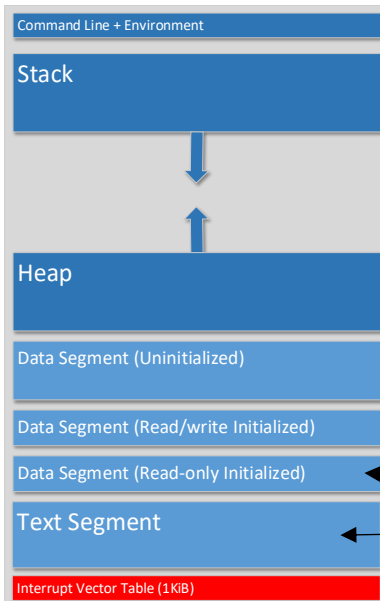 Command Line + Environment
Stack
Heap
Data Segment (Uninitialized)
Data Segment (Read/write Initialized)
Data Segment (Read-only Initialized)
Text Segment
Interrupt Vector Table (1KiB)